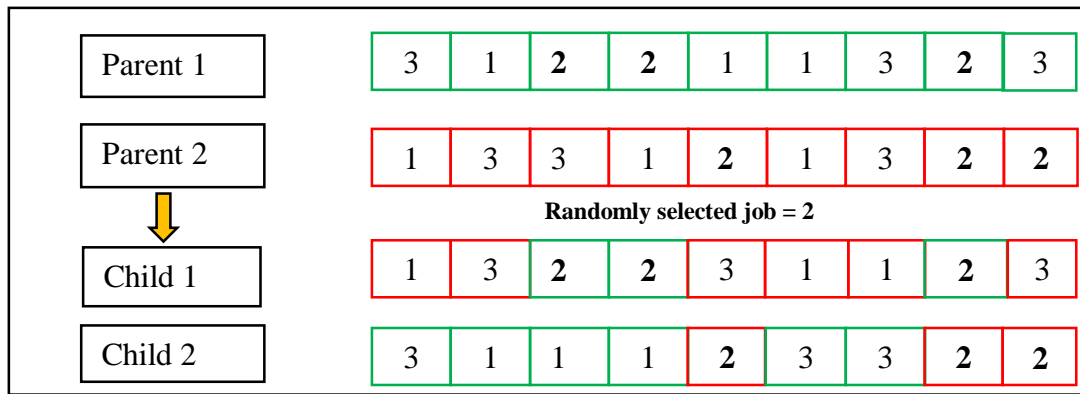 Parent 1 3 1 2 2 1 1 3 2 3
Parent 2 1 3 3 1 2 1 3 2 2
Randomly selected job = 2
Child 1 1 3 2 2 3 1 1 2 3
Child 2 3 1 1 1 2 3 3 2 2